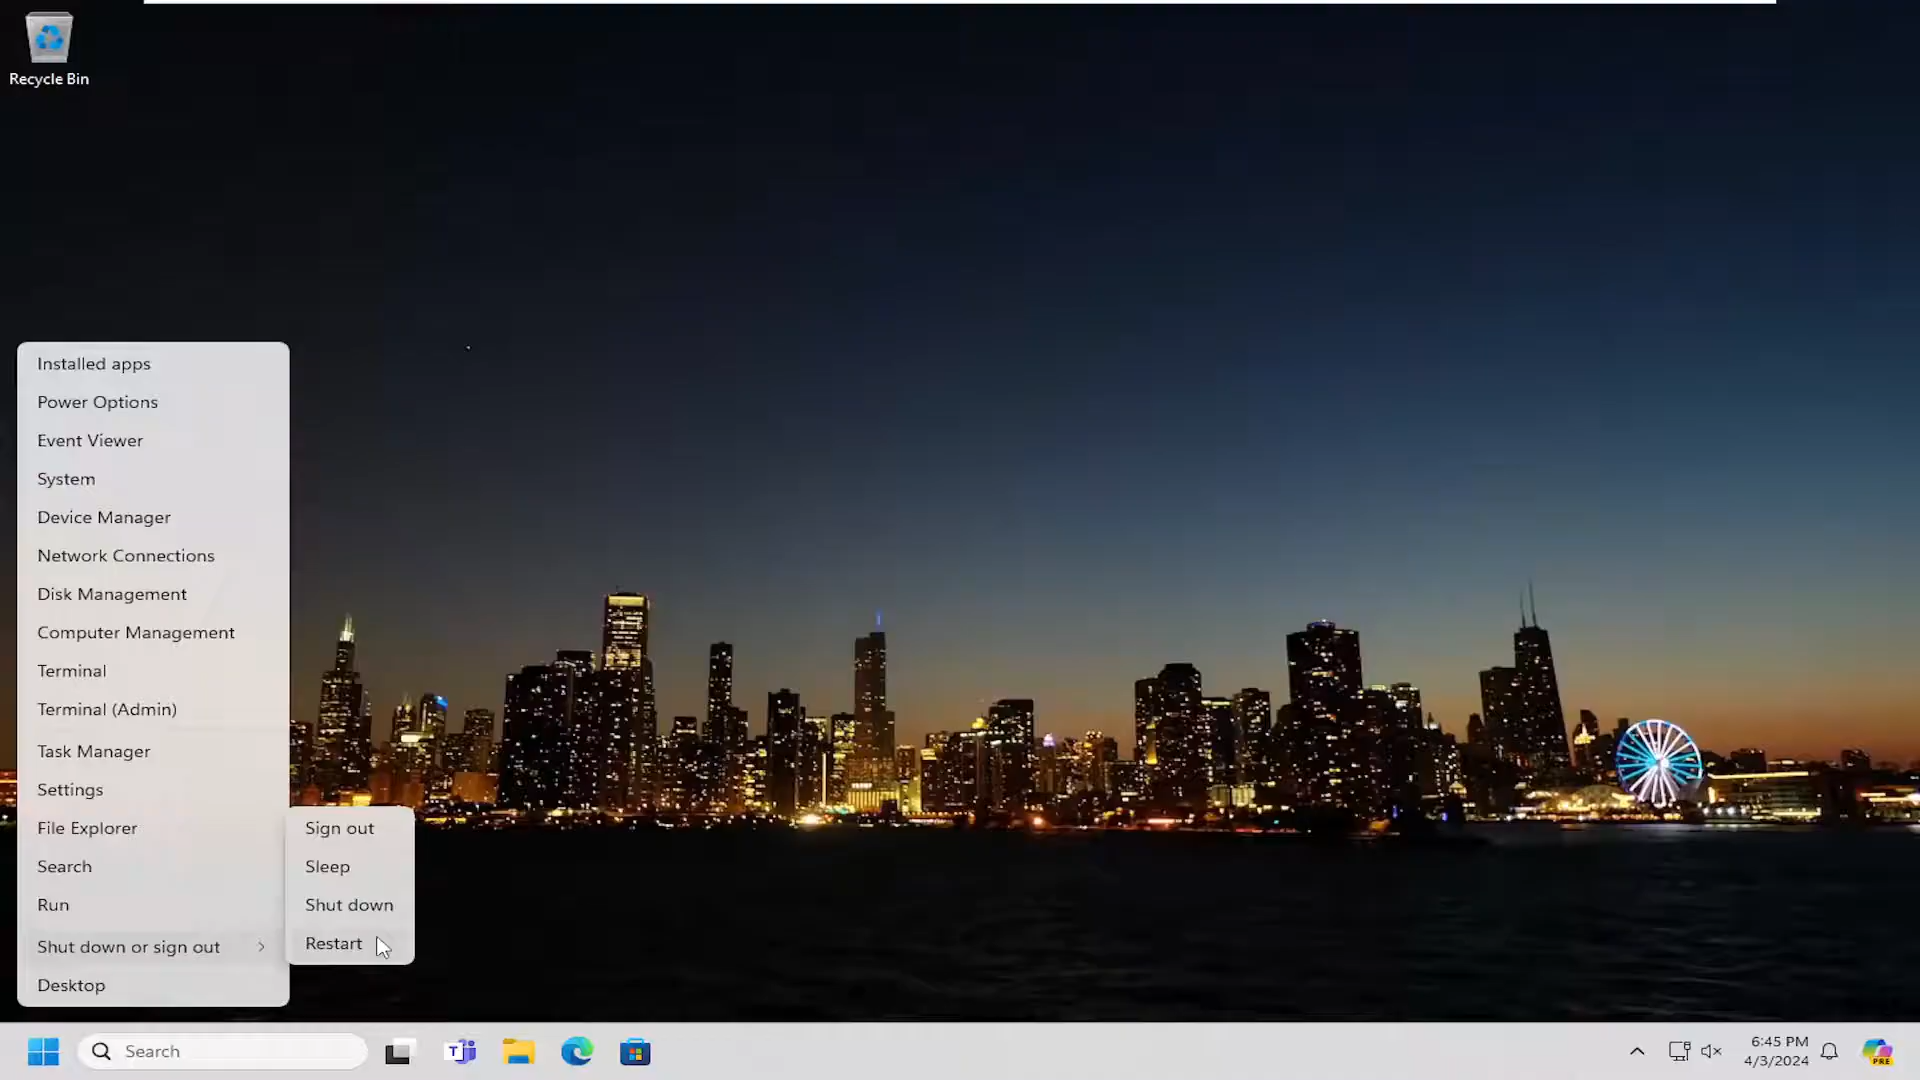 Recycle Bin
Installed apps
Power Options
Event Viewer
System
Device Manager
Network Connections
Disk Management
Computer Management
Terminal
Terminal (Admin)
Task Manager
Settings
File Explorer
Search
Run
Shut down or sign out
Desktop
Sign out
Sleep
Shut down
Restart
Search
T
6:45 PM
4/3/2024
PRE